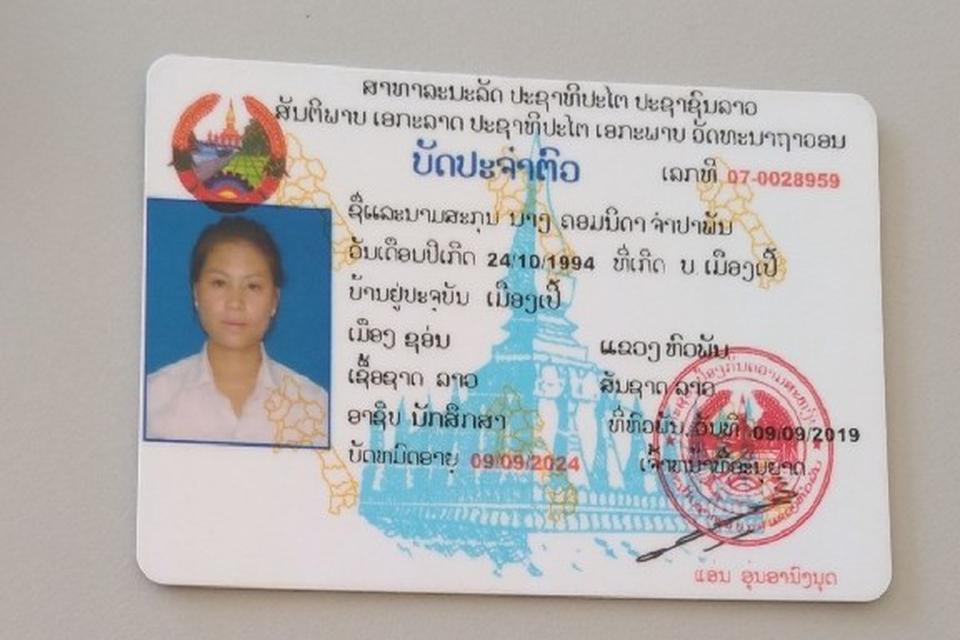 ສາທາລະນະລັດ ປະຊາທິປະໄຕ ປະຊາຊົນລາວ
ສັນຕິພາບ ເອກະລາດ ປະຊາທິປະໄຕ ເອກະພາບ ວັດທະນາຖາວອນ
ບັດປະຈຳຕົວ
ເລກທີ 07-0028959
ຊື່ແລະນາມສະກຸນ ນາງ ຄອມນິດາ ຈຳປາພັນ
ວັນເດືອນປີເກີດ 24/10/1994 ທີ່ເກີດ ບ. ເມືອງເປີ້
ບ້ານຢູ່ປະຈຸບັນ ເມືອງເປີ້
ເມືອງ ຊອ່ນ ແຂວງ ຫົວພັນ
ເຊື້ອຊາດ ລາວ ສັນຊາດ ລາວ
ອາຊີບ ນັກສຶກສາ ທີ່ຫົວພັນ, ວັນທີ 09/09/2019
ບັດຫມົດອາຍຸ 09/09/2024 ເຈົ້າຫນ້າທີ່ອະນຸຍາດ
ແອ່ນ ອຸ່ນອານົງນຸດ